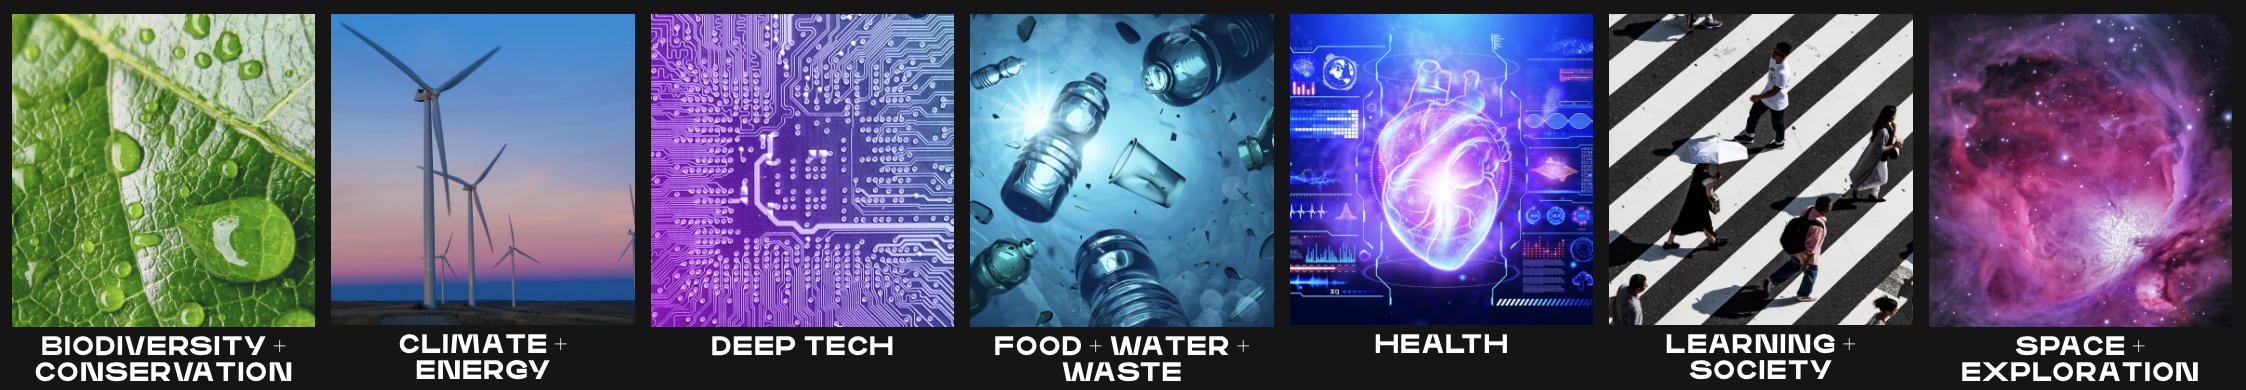 BIODIVERSITY +
CONSERVATION
CLIMATE +
ENERGY
DEEP TECH
FOOD + WATER +
WASTE
HEALTH
LEARNING +
SOCIETY
SPACE +
EXPLORATION